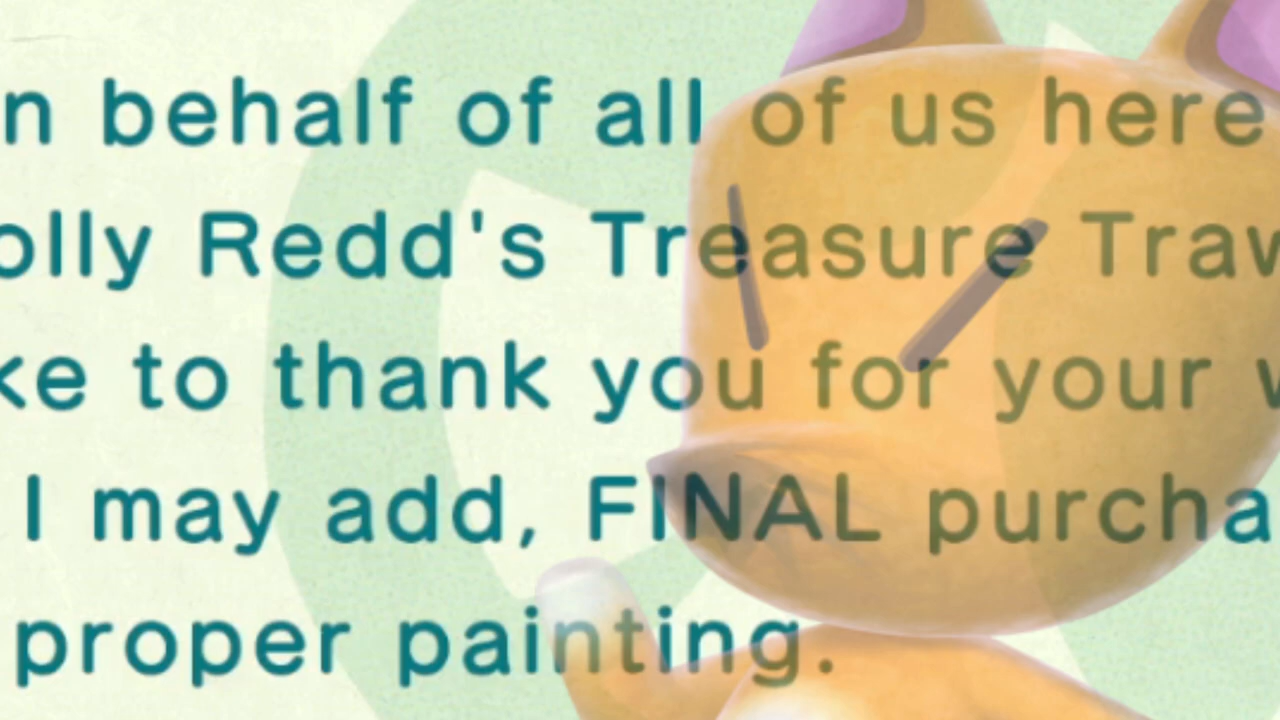 n behalf of all of us here
olly Redd's Treasure Traw
ke to thank you for your w
I may add, FINAL purcha
proper painting.